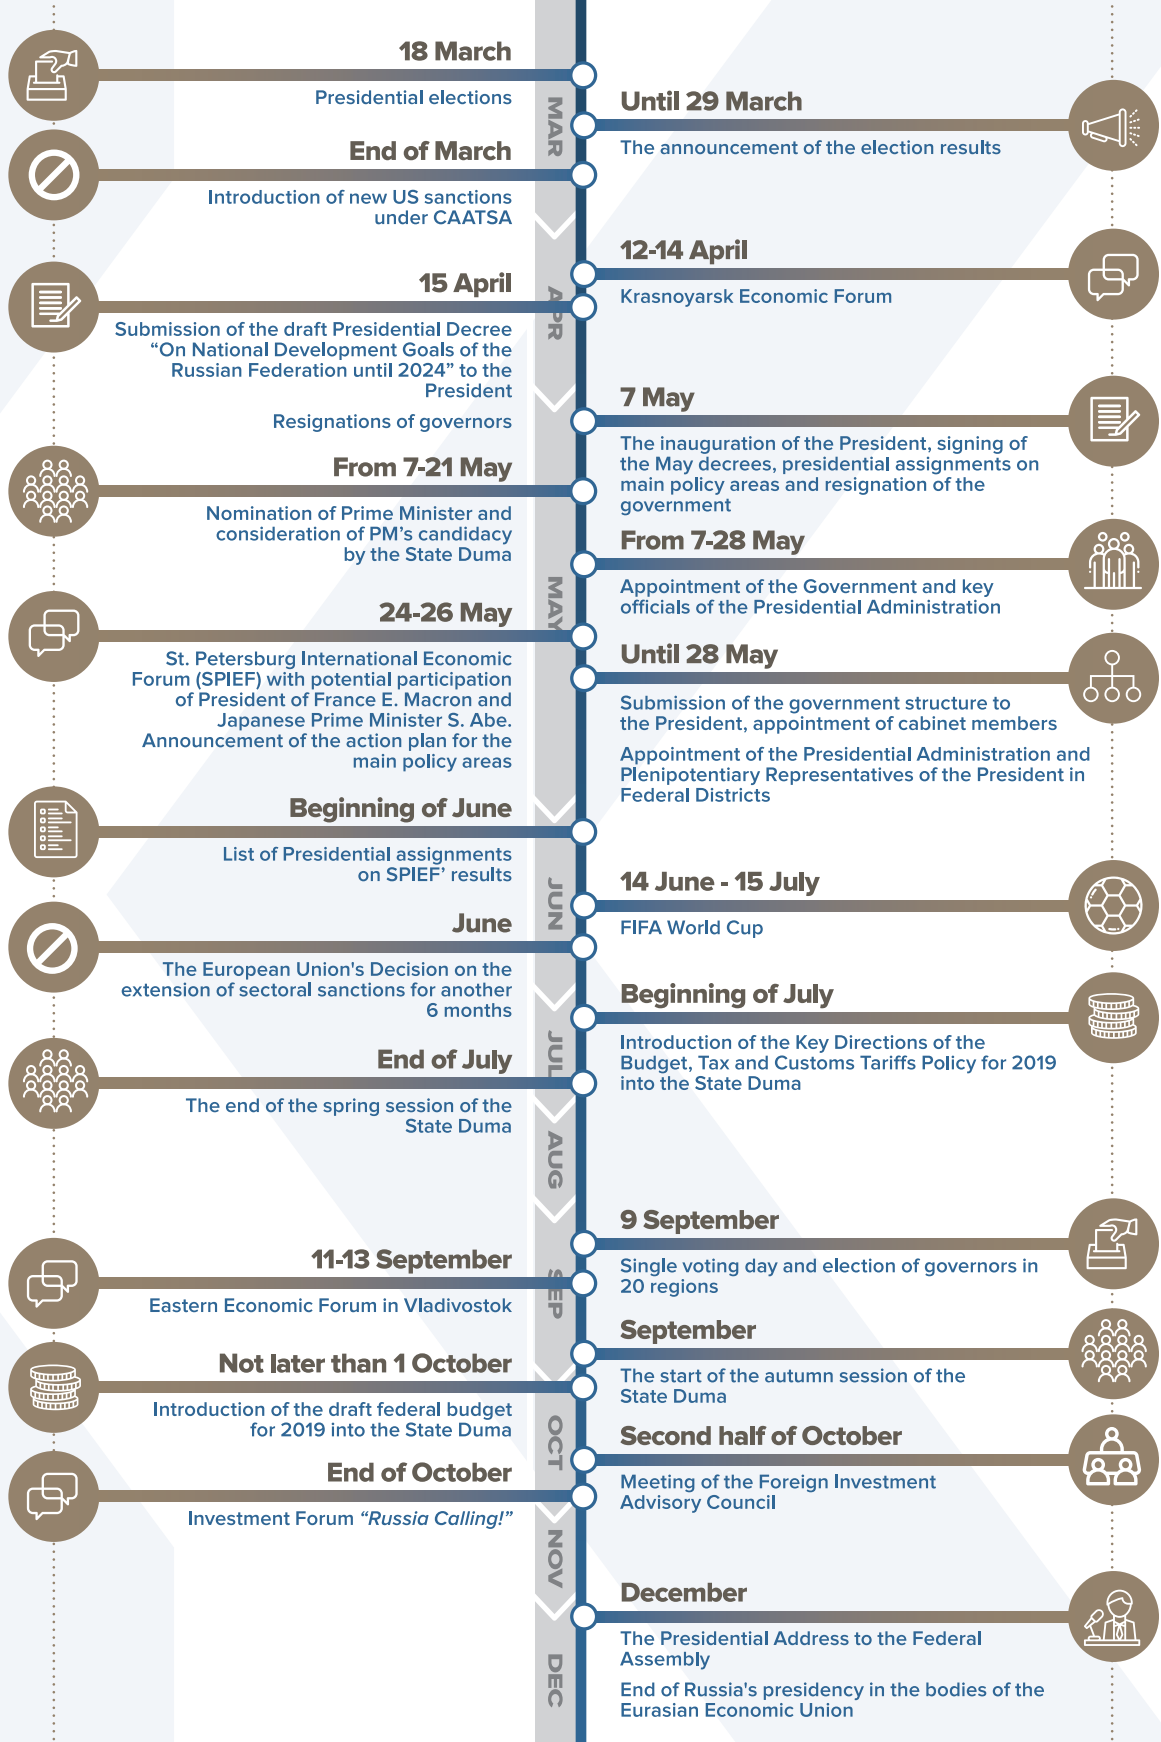 18 March
Presidential elections
MAR
Until 29 March
The announcement of the election results
End of March
Introduction of new US sanctions
under CAATSA
12-14 April
Krasnoyarsk Economic Forum
APR
15 April
Submission of the draft Presidential Decree
“On National Development Goals of the
Russian Federation until 2024” to the
President
Resignations of governors
7 May
The inauguration of the President, signing of
the May decrees, presidential assignments on
main policy areas and resignation of the
government
From 7-21 May
Nomination of Prime Minister and
consideration of PM’s candidacy
by the State Duma
From 7-28 May
Appointment of the Government and key
officials of the Presidential Administration
MAY
24-26 May
St. Petersburg International Economic
Forum (SPIEF) with potential participation
of President of France E. Macron and
Japanese Prime Minister S. Abe.
Announcement of the action plan for the
main policy areas
Until 28 May
Submission of the government structure to
the President, appointment of cabinet members
Appointment of the Presidential Administration and
Plenipotentiary Representatives of the President in
Federal Districts
Beginning of June
List of Presidential assignments
on SPIEF’ results
JUN
14 June - 15 July
FIFA World Cup
June
The European Union's Decision on the
extension of sectoral sanctions for another
6 months
Beginning of July
Introduction of the Key Directions of the
Budget, Tax and Customs Tariffs Policy for 2019
into the State Duma
JUL
End of July
The end of the spring session of the
State Duma
AUG
9 September
Single voting day and election of governors in
20 regions
11-13 September
Eastern Economic Forum in Vladivostok
SEP
September
The start of the autumn session of the
State Duma
Not later than 1 October
Introduction of the draft federal budget
for 2019 into the State Duma
OCT
Second half of October
Meeting of the Foreign Investment
Advisory Council
End of October
Investment Forum “Russia Calling!”
NOV
December
The Presidential Address to the Federal
Assembly
End of Russia's presidency in the bodies of the
Eurasian Economic Union
DEC